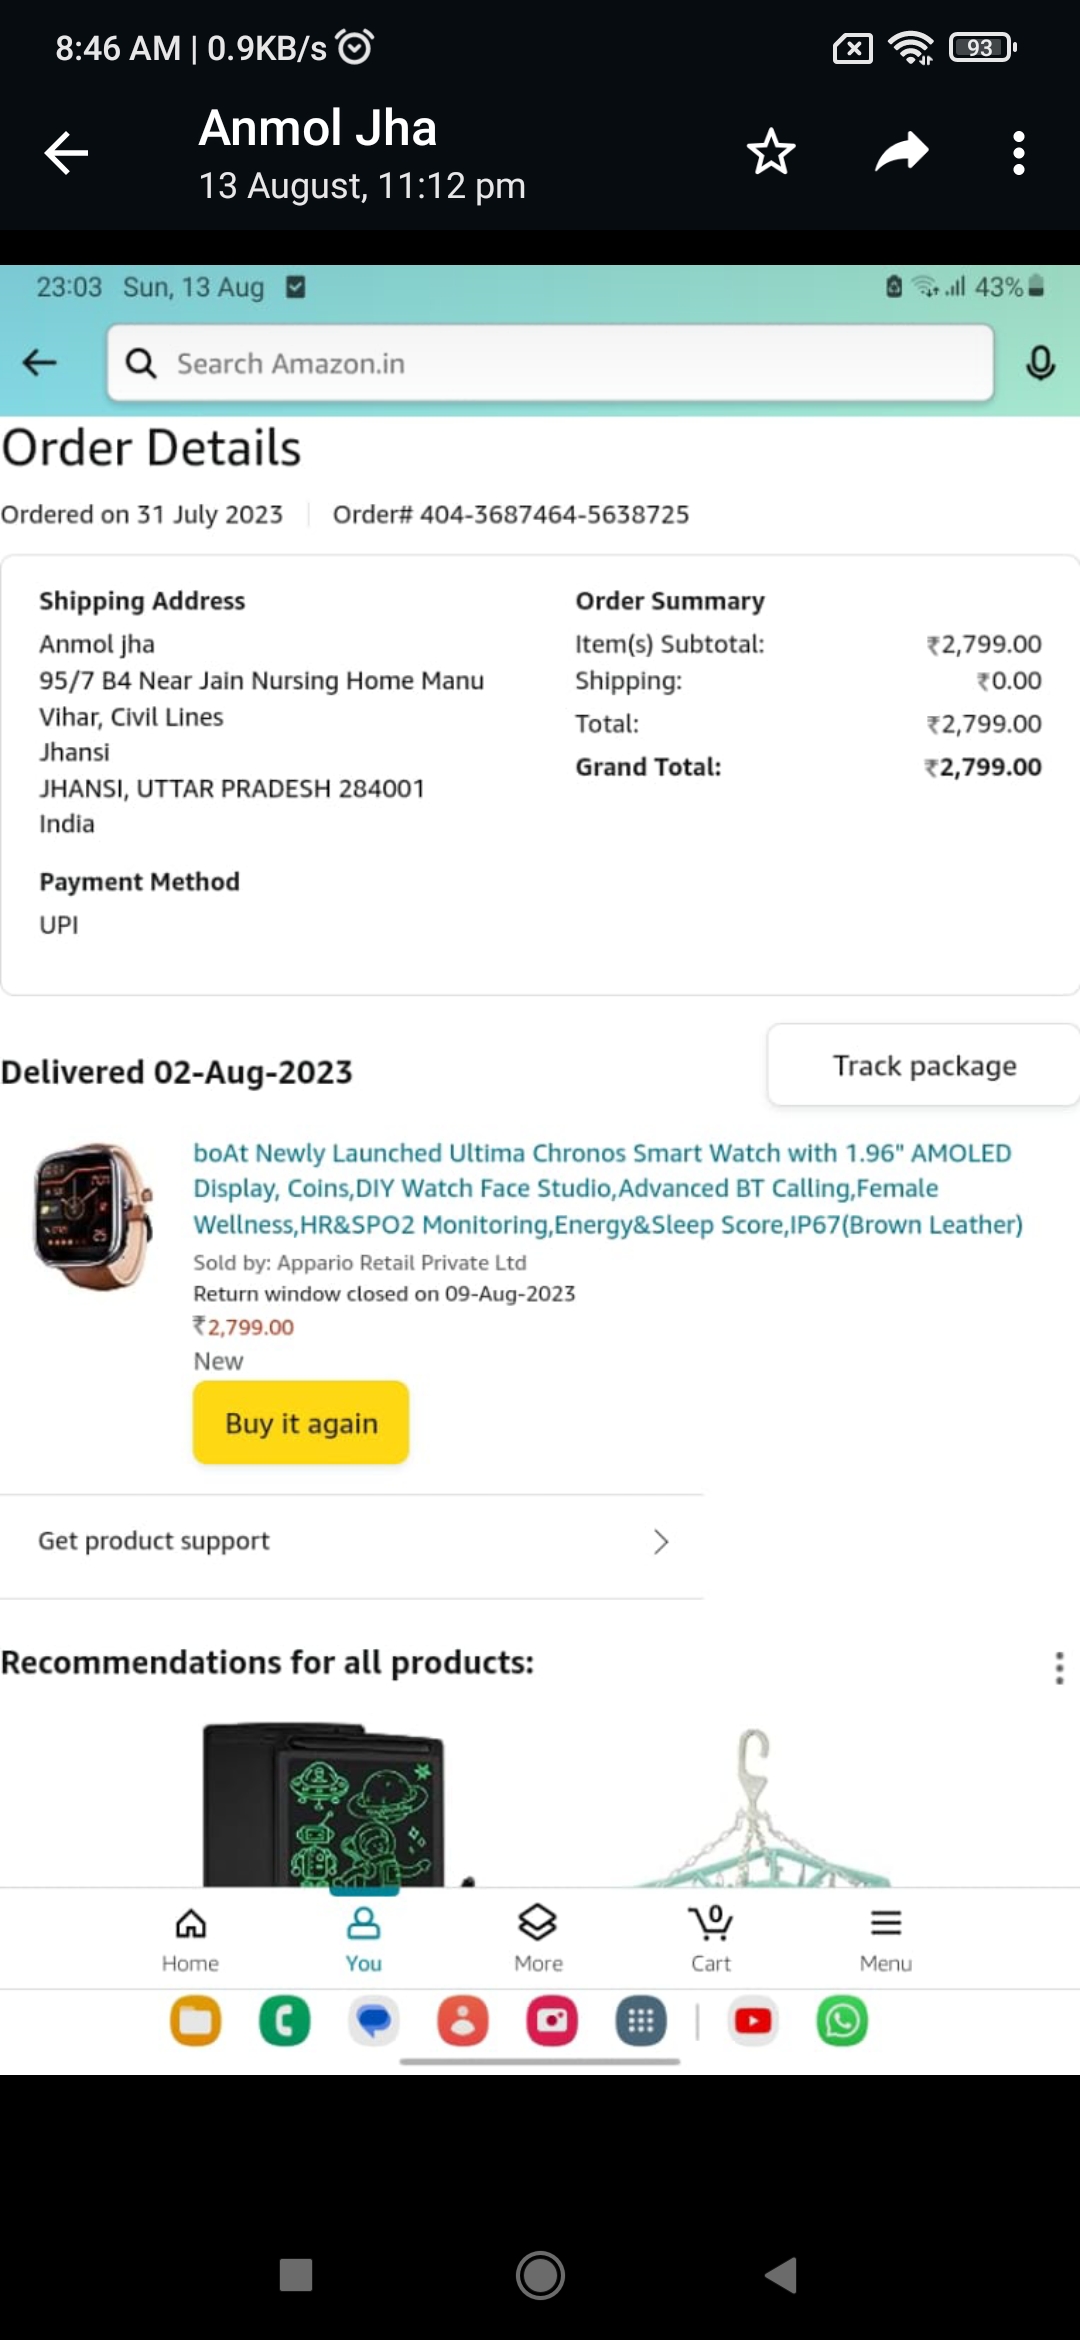 8:46 AM | 0.9KB/s
93
Anmol Jha
13 August, 11:12 pm
23:03 Sun, 13 Aug
43%
Search Amazon.in
Order Details
Ordered on 31 July 2023 Order# 404-3687464-5638725
Shipping Address
Anmol jha
95/7 B4 Near Jain Nursing Home Manu
Vihar, Civil Lines
Jhansi
JHANSI, UTTAR PRADESH 284001
India
Payment Method
UPI
Order Summary
Item(s) Subtotal: ₹2,799.00
Shipping: ₹0.00
Total: ₹2,799.00
Grand Total: ₹2,799.00
Delivered 02-Aug-2023
Track package
boAt Newly Launched Ultima Chronos Smart Watch with 1.96" AMOLED
Display, Coins,DIY Watch Face Studio,Advanced BT Calling,Female
Wellness,HR&SPO2 Monitoring,Energy&Sleep Score,IP67(Brown Leather)
Sold by: Appario Retail Private Ltd
Return window closed on 09-Aug-2023
₹2,799.00
New
Buy it again
Get product support
Recommendations for all products:
0
Home You More Cart Menu